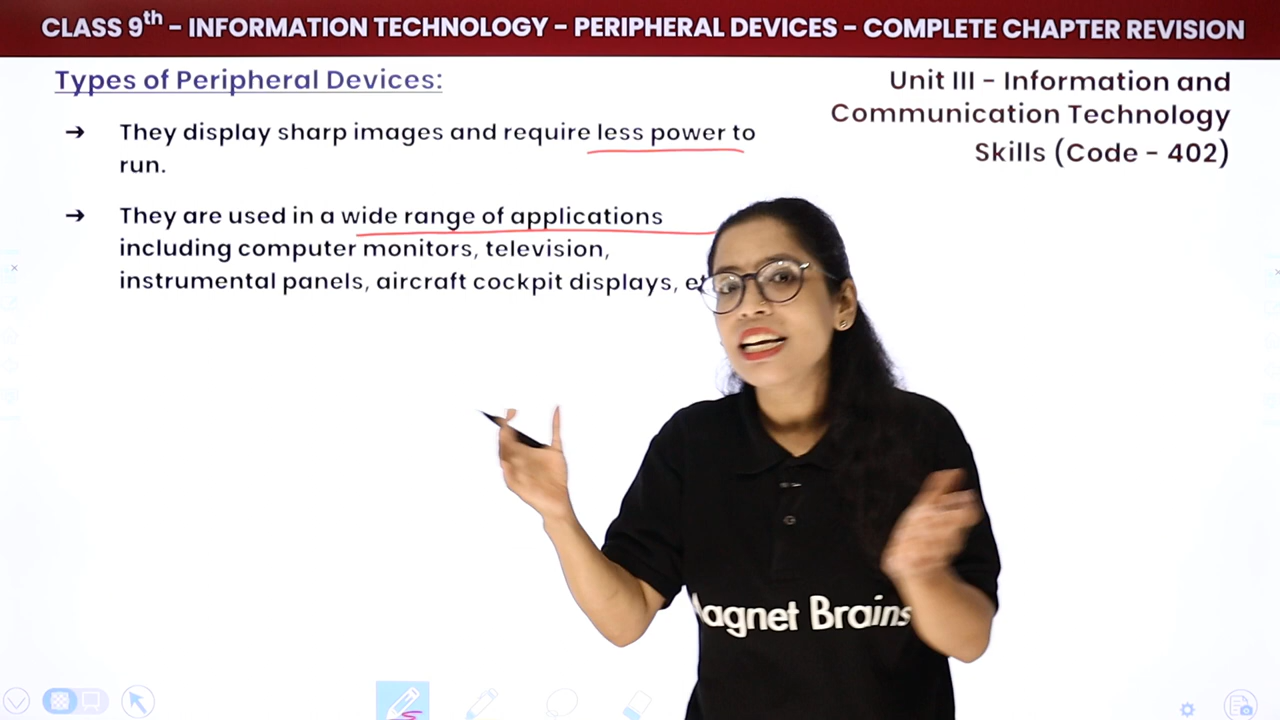 CLASS 9th - INFORMATION TECHNOLOGY - PERIPHERAL DEVICES - COMPLETE CHAPTER REVISION
Types of Peripheral Devices:
Unit III - Information and
Communication Technology
Skills (Code - 402)
➔ They display sharp images and require less power to
run.
➔ They are used in a wide range of applications
including computer monitors, television,
instrumental panels, aircraft cockpit displays,
Magnet Brains